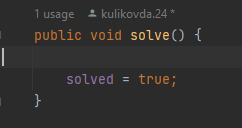 1 usage kulikovda.24 *
public void solve() {
solved = true;
}